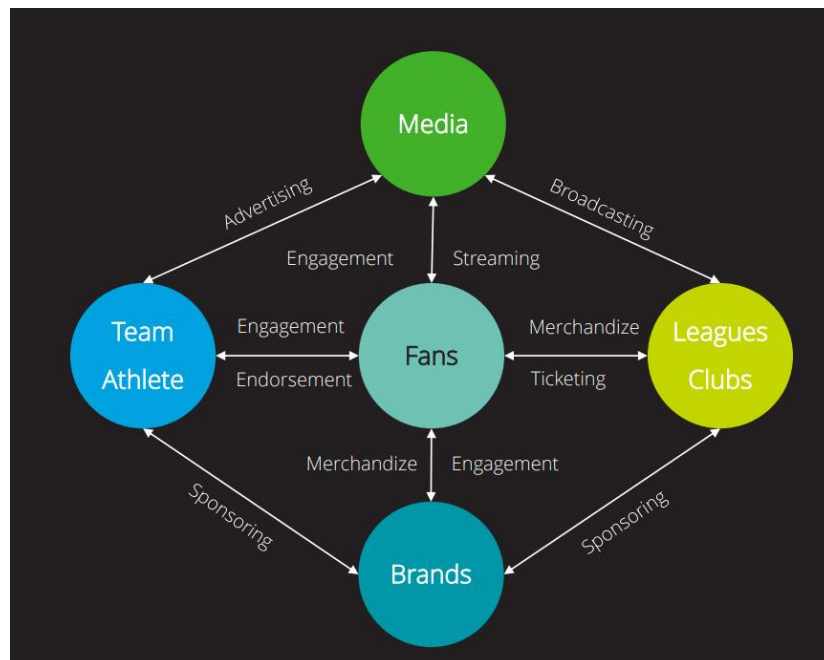 Media
Advertising
Broadcasting
Engagement
Streaming
Team
Athlete
Engagement
Endorsement
Fans
Merchandize
Ticketing
Leagues
Clubs
Merchandize
Engagement
Sponsoring
Sponsoring
Brands